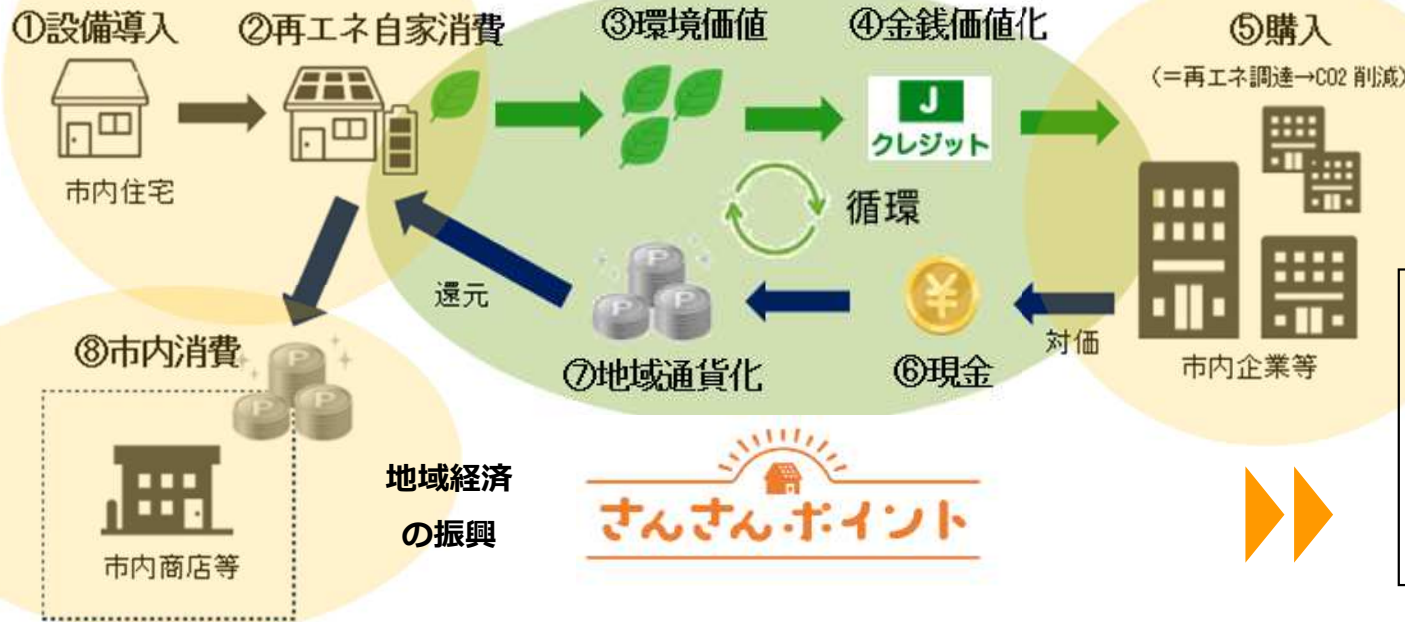 ①設備導入
②再エネ自家消費
③環境価値
④金銭価値化
⑤購入
(=再エネ調達→CO2 削減)
J
クレジット
市内住宅
循環
P
P
P
¥
還元
対価
⑦地域通貨化
⑥現金
市内企業等
⑧市内消費
P
P
P
市内商店等
地域経済
の振興
さんさんポイント